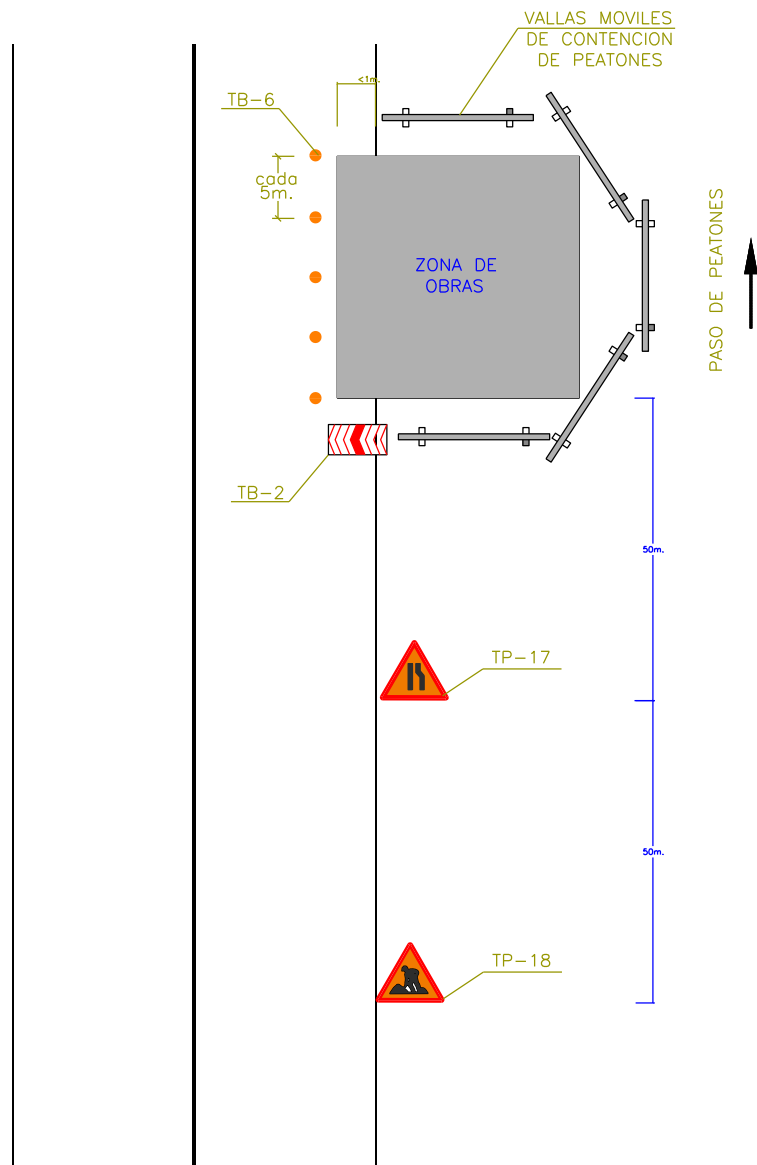 VALLAS MOVILES
DE CONTENCION
DE PEATONES
<1m.
TB-6
cada
5m.
ZONA DE
OBRAS
PASO DE PEATONES
TB-2
50m.
TP-17
50m.
TP-18